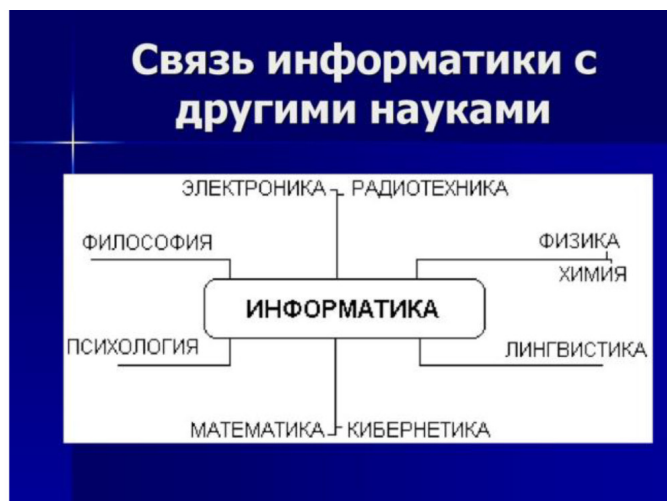 Связь информатики с
другими науками
ЭЛЕКТРОНИКА РАДИОТЕХНИКА
ФИЛОСОФИЯ ФИЗИКА
ХИМИЯ
ИНФОРМАТИКА
ПСИХОЛОГИЯ ЛИНГВИСТИКА
МАТЕМАТИКА КИБЕРНЕТИКА